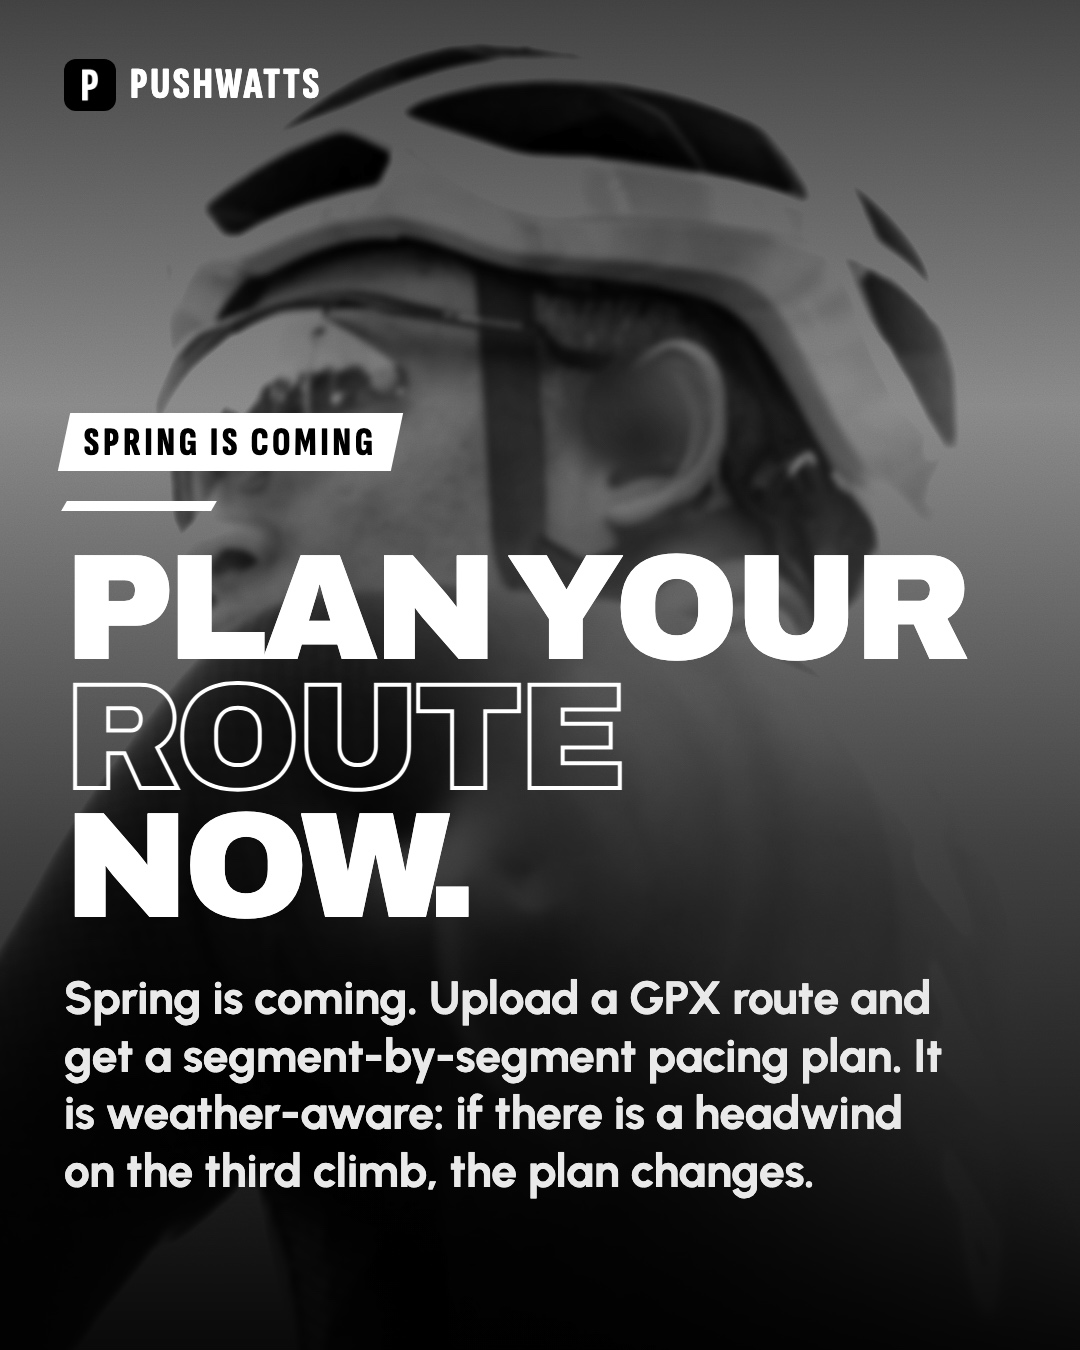 P PUSHWATTS
SPRING IS COMING
PLAN YOUR
ROUTE
NOW.
Spring is coming. Upload a GPX route and
get a segment-by-segment pacing plan. It
is weather-aware: if there is a headwind
on the third climb, the plan changes.